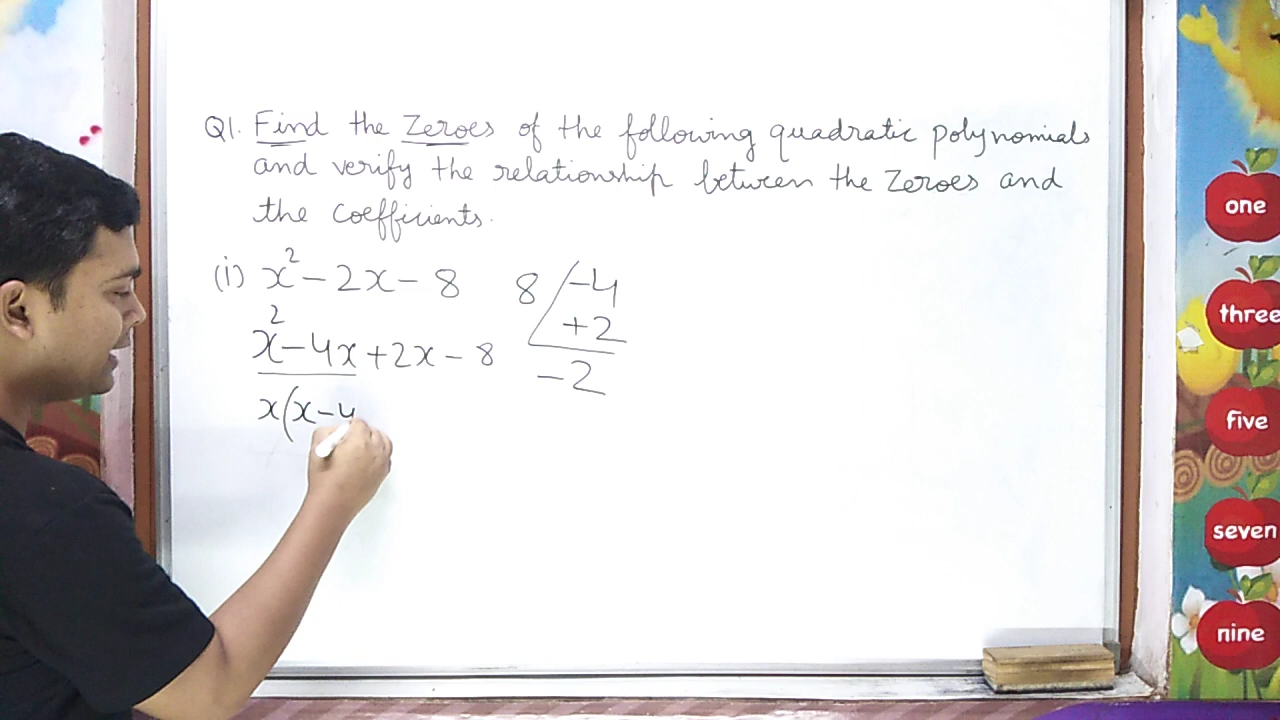 Q1. Find the Zeroes of the following quadratic polynomials
and verify the relationship between the Zeroes and
the coefficients.
(i) x² - 2x - 8
8 -4
+2
-2
x² - 4x + 2x - 8
x(x-4
one
three
five
seven
nine